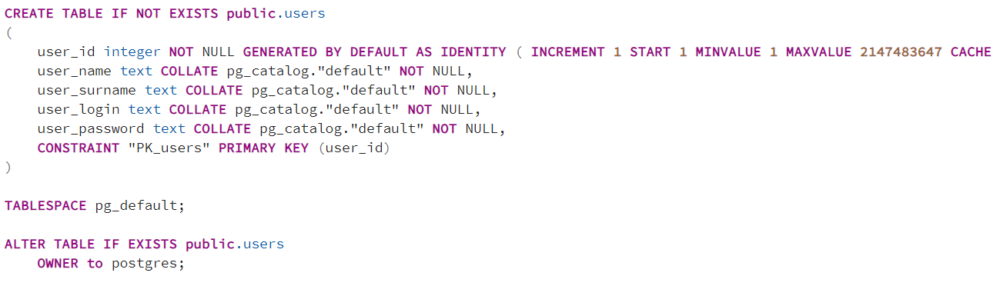 CREATE TABLE IF NOT EXISTS public.users
(
    user_id integer NOT NULL GENERATED BY DEFAULT AS IDENTITY ( INCREMENT 1 START 1 MINVALUE 1 MAXVALUE 2147483647 CACHE
    user_name text COLLATE pg_catalog."default" NOT NULL,
    user_surname text COLLATE pg_catalog."default" NOT NULL,
    user_login text COLLATE pg_catalog."default" NOT NULL,
    user_password text COLLATE pg_catalog."default" NOT NULL,
    CONSTRAINT "PK_users" PRIMARY KEY (user_id)
)
TABLESPACE pg_default;
ALTER TABLE IF EXISTS public.users
    OWNER to postgres;